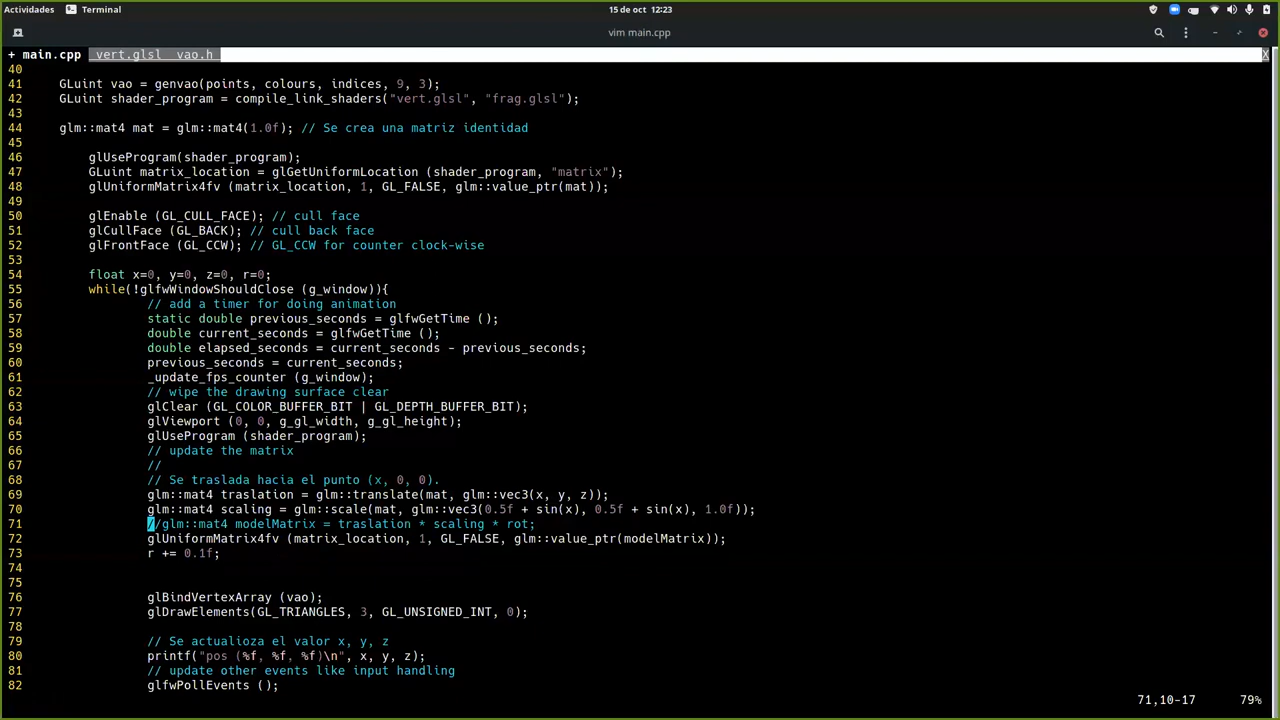 Actividades Terminal 15 de oct 12:23
vim main.cpp
+ main.cpp vert.glsl vao.h X
40
41 GLuint vao = genvao(points, colours, indices, 9, 3);
42 GLuint shader_program = compile_link_shaders("vert.glsl", "frag.glsl");
43
44 glm::mat4 mat = glm::mat4(1.0f); // Se crea una matriz identidad
45
46 glUseProgram(shader_program);
47 GLuint matrix_location = glGetUniformLocation (shader_program, "matrix");
48 glUniformMatrix4fv (matrix_location, 1, GL_FALSE, glm::value_ptr(mat));
49
50 glEnable (GL_CULL_FACE); // cull face
51 glCullFace (GL_BACK); // cull back face
52 glFrontFace (GL_CCW); // GL_CCW for counter clock-wise
53
54 float x=0, y=0, z=0, r=0;
55 while(!glfwWindowShouldClose (g_window)){
56 // add a timer for doing animation
57 static double previous_seconds = glfwGetTime ();
58 double current_seconds = glfwGetTime ();
59 double elapsed_seconds = current_seconds - previous_seconds;
60 previous_seconds = current_seconds;
61 _update_fps_counter (g_window);
62 // wipe the drawing surface clear
63 glClear (GL_COLOR_BUFFER_BIT | GL_DEPTH_BUFFER_BIT);
64 glViewport (0, 0, g_gl_width, g_gl_height);
65 glUseProgram (shader_program);
66 // update the matrix
67 //
68 // Se traslada hacia el punto (x, 0, 0).
69 glm::mat4 traslation = glm::translate(mat, glm::vec3(x, y, z));
70 glm::mat4 scaling = glm::scale(mat, glm::vec3(0.5f + sin(x), 0.5f + sin(x), 1.0f));
71 //glm::mat4 modelMatrix = traslation * scaling * rot;
72 glUniformMatrix4fv (matrix_location, 1, GL_FALSE, glm::value_ptr(modelMatrix));
73 r += 0.1f;
74
75
76 glBindVertexArray (vao);
77 glDrawElements(GL_TRIANGLES, 3, GL_UNSIGNED_INT, 0);
78
79 // Se actualioza el valor x, y, z
80 printf("pos (%f, %f, %f)\n", x, y, z);
81 // update other events like input handling
82 glfwPollEvents ();
71,10-17 79%